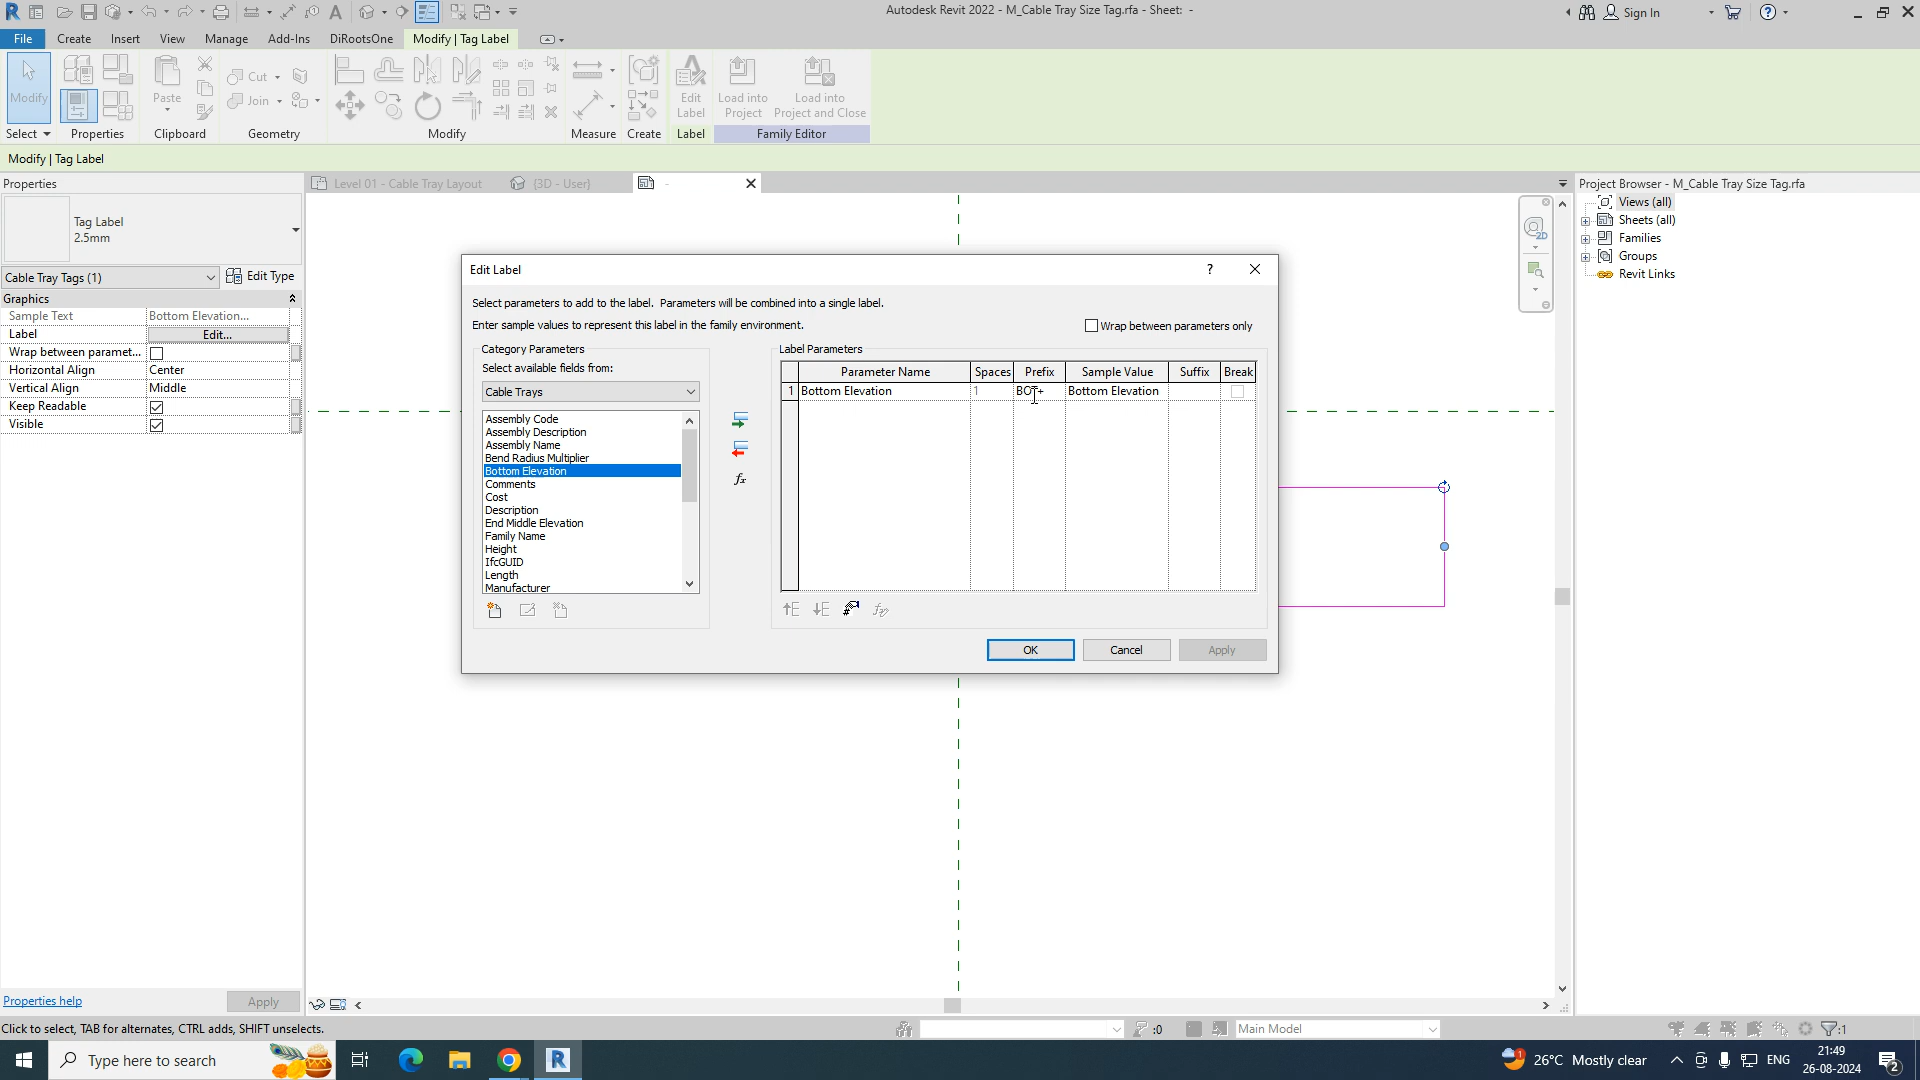 Autodesk Revit 2022 - M_Cable Tray Size Tag.rfa - Sheet: -
Sign In
File Create Insert View Manage Add-Ins DiRootsOne Modify | Tag Label
Modify
Paste
Cut
Join
Edit Label
Load into Project
Load into Project and Close
Select Properties Clipboard Geometry Modify Measure Create Label Family Editor
Modify | Tag Label
Properties
Level 01 - Cable Tray Layout
{3D - User}
-
Project Browser - M_Cable Tray Size Tag.rfa
Views (all)
Sheets (all)
Families
Groups
Revit Links
Tag Label
2.5mm
Cable Tray Tags (1)
Edit Type
Graphics
Sample Text Bottom Elevation...
Label Edit...
Wrap between paramet...
Horizontal Align Center
Vertical Align Middle
Keep Readable
Visible
2D
Edit Label
Select parameters to add to the label. Parameters will be combined into a single label.
Enter sample values to represent this label in the family environment.
Wrap between parameters only
Category Parameters
Select available fields from:
Cable Trays
Assembly Code
Assembly Description
Assembly Name
Bend Radius Multiplier
Bottom Elevation
Comments
Cost
Description
End Middle Elevation
Family Name
Height
IfcGUID
Length
Manufacturer
Label Parameters
Parameter Name Spaces Prefix Sample Value Suffix Break
1 Bottom Elevation 1 BOT+ Bottom Elevation
OK Cancel Apply
Properties help
Apply
Click to select, TAB for alternates, CTRL adds, SHIFT unselects.
:0
Main Model
:1
Type here to search
26°C Mostly clear
ENG
21:49
26-08-2024
2